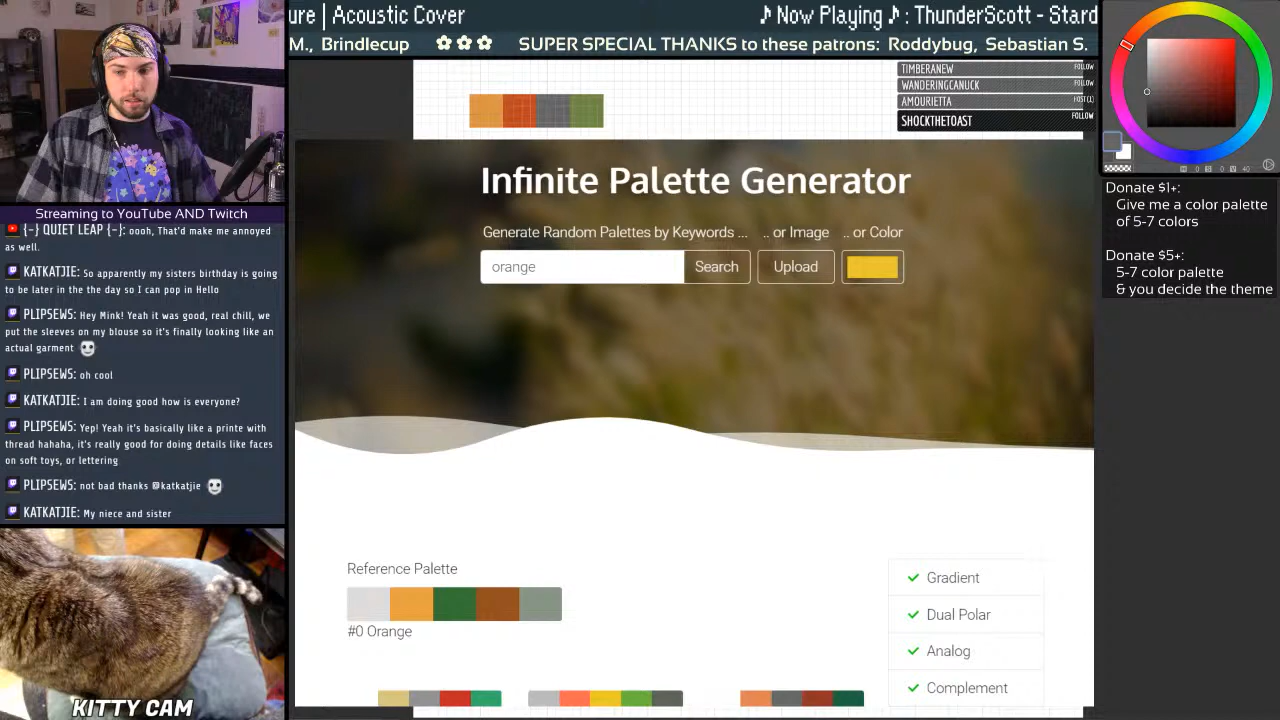 ure | Acoustic Cover
♪ Now Playing ♪ : ThunderScott - Stard
M., Brindlecup ✿ ✿ ✿ SUPER SPECIAL THANKS to these patrons: Roddybug, Sebastian S.
TIMBERANEW FOLLOW
WANDERINGCANUCK FOLLOW
AMOURIETTA HOST (1)
SHOCKTHETOAST FOLLOW
Infinite Palette Generator
Generate Random Palettes by Keywords ... .. or Image .. or Color
orange Search Upload
Reference Palette
#0 Orange
Gradient
Dual Polar
Analog
Complement
Donate $1+:
Give me a color palette
of 5-7 colors
Donate $5+:
5-7 color palette
& you decide the theme
Streaming to YouTube AND Twitch
{-} QUIET LEAP {-}: oooh, That'd make me annoyed
as well.
KATKATJIE: So apparently my sisters birthday is going
to be later in the the day so I can pop in Hello
PLIPSEWS: Hey Mink! Yeah it was good, real chill, we
put the sleeves on my blouse so it's finally looking like an
actual garment
PLIPSEWS: oh cool
KATKATJIE: I am doing good how is everyone?
PLIPSEWS: Yep! Yeah it's basically like a printe with
thread hahaha, it's really good for doing details like faces
on soft toys, or lettering
PLIPSEWS: not bad thanks @katkatjie
KATKATJIE: My niece and sister
KITTY CAM